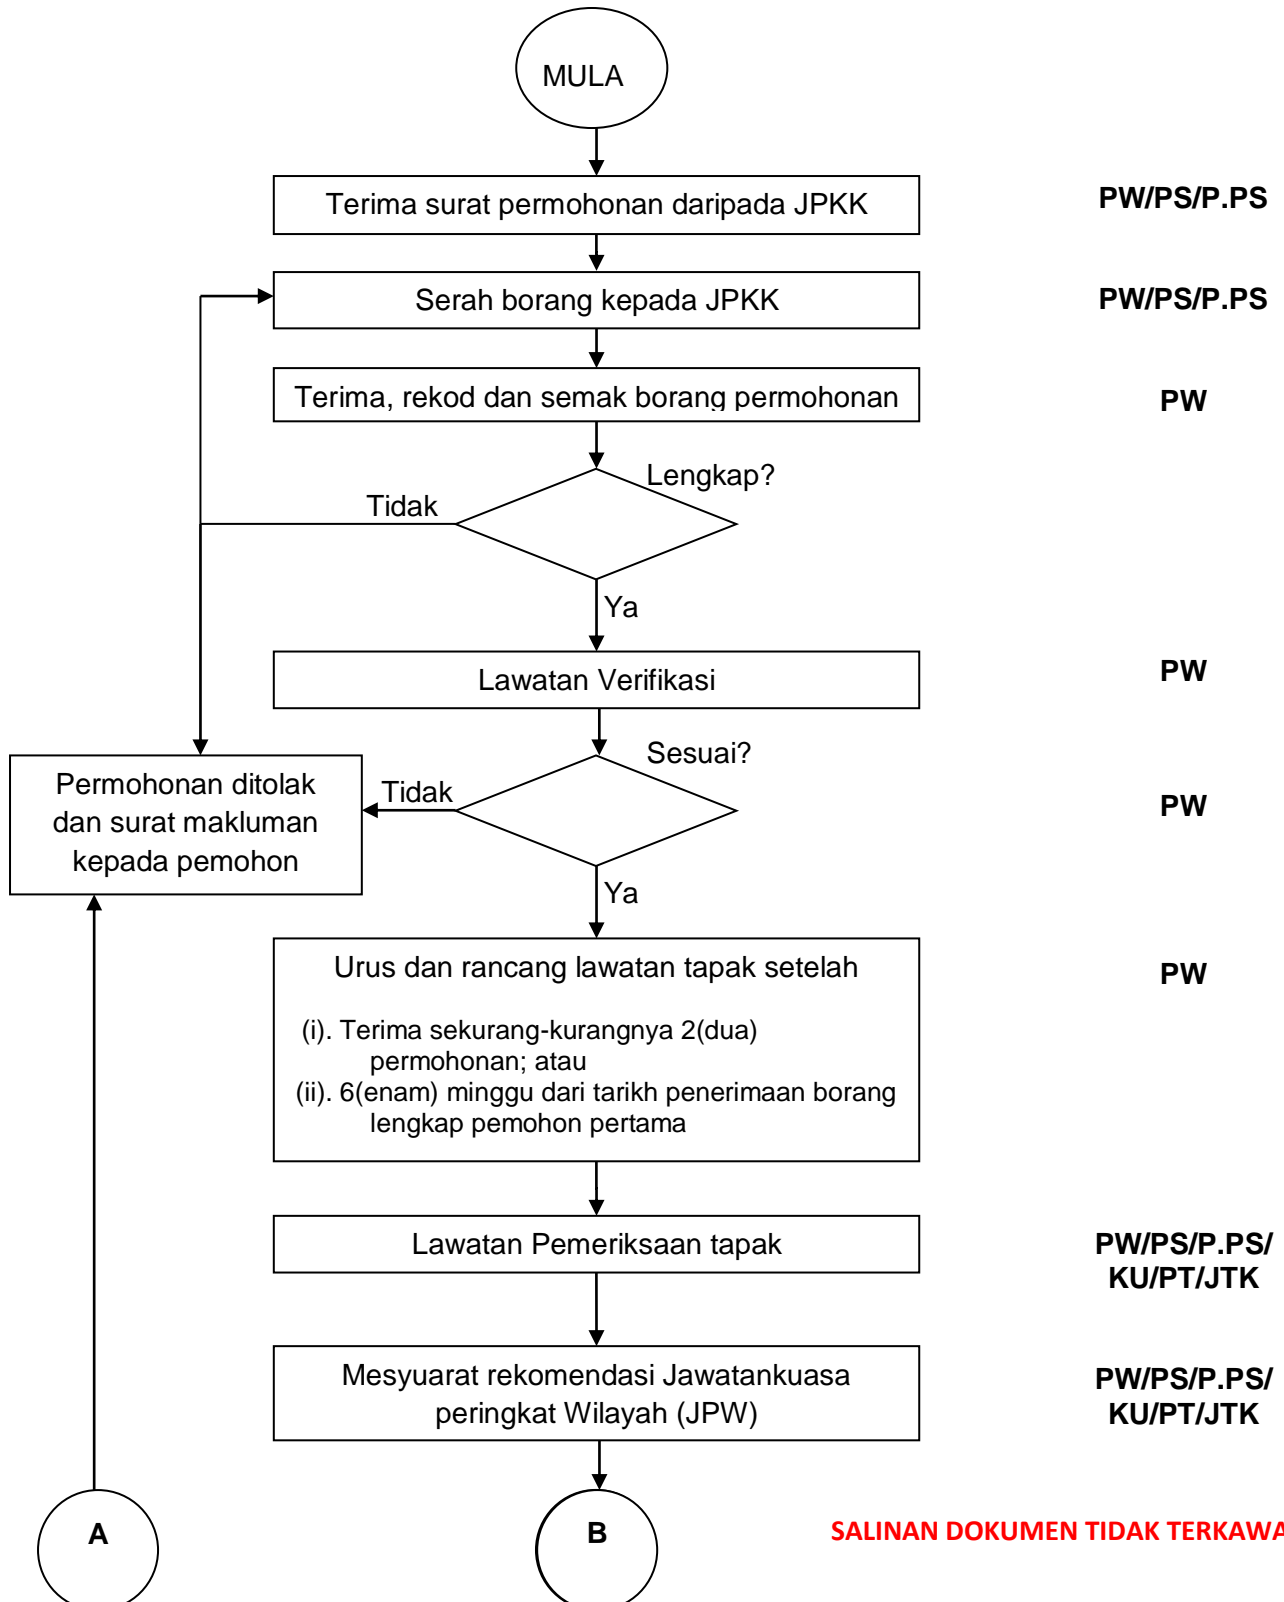 MULA
Terima surat permohonan daripada JPKK
PW/PS/P.PS
Serah borang kepada JPKK
PW/PS/P.PS
Terima, rekod dan semak borang permohonan
PW
Lengkap?
Tidak
Ya
Lawatan Verifikasi
PW
Sesuai?
Tidak
PW
Permohonan ditolak
dan surat makluman
kepada pemohon
Ya
Urus dan rancang lawatan tapak setelah
PW
(i). Terima sekurang-kurangnya 2(dua)
permohonan; atau
(ii). 6(enam) minggu dari tarikh penerimaan borang
lengkap pemohon pertama
Lawatan Pemeriksaan tapak
PW/PS/P.PS/
KU/PT/JTK
Mesyuarat rekomendasi Jawatankuasa
peringkat Wilayah (JPW)
PW/PS/P.PS/
KU/PT/JTK
A
B
SALINAN DOKUMEN TIDAK TERKAWA